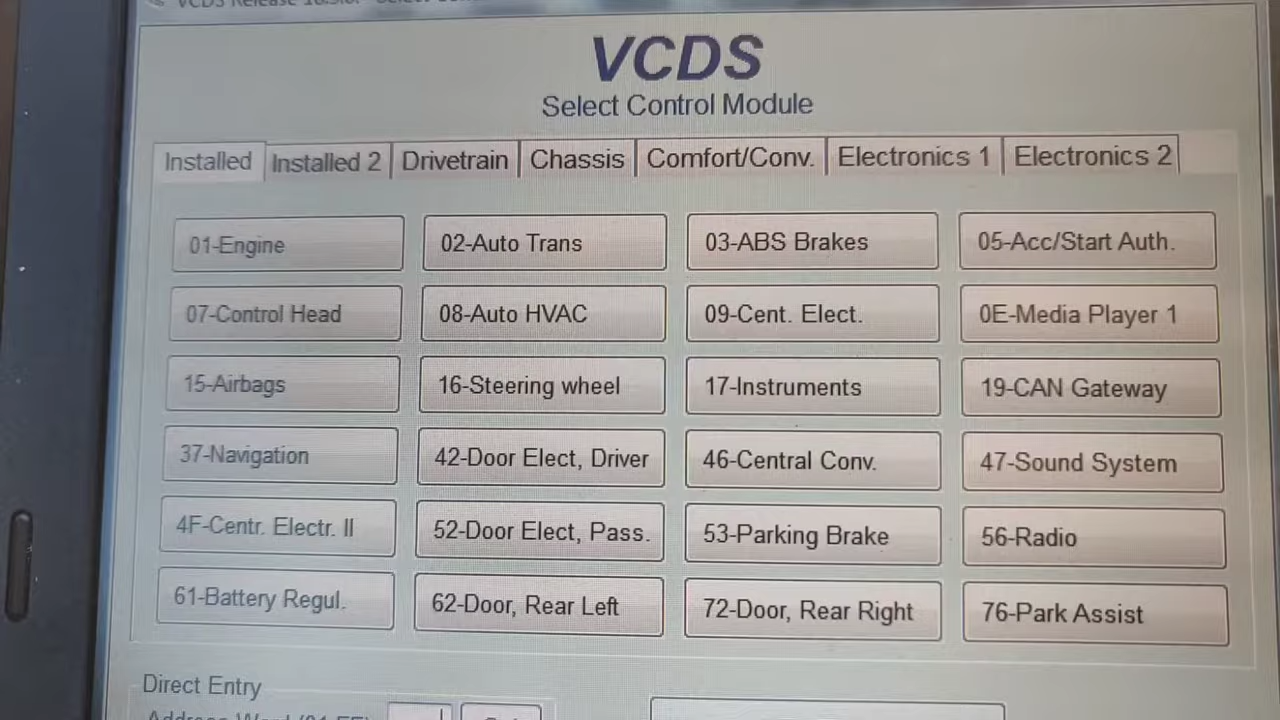 VCDS Release
VCDS
Select Control Module
Installed Installed 2 Drivetrain Chassis Comfort/Conv. Electronics 1 Electronics 2
01-Engine 02-Auto Trans 03-ABS Brakes 05-Acc/Start Auth.
07-Control Head 08-Auto HVAC 09-Cent. Elect. 0E-Media Player 1
15-Airbags 16-Steering wheel 17-Instruments 19-CAN Gateway
37-Navigation 42-Door Elect, Driver 46-Central Conv. 47-Sound System
4F-Centr. Electr. II 52-Door Elect, Pass. 53-Parking Brake 56-Radio
61-Battery Regul. 62-Door, Rear Left 72-Door, Rear Right 76-Park Assist
Direct Entry